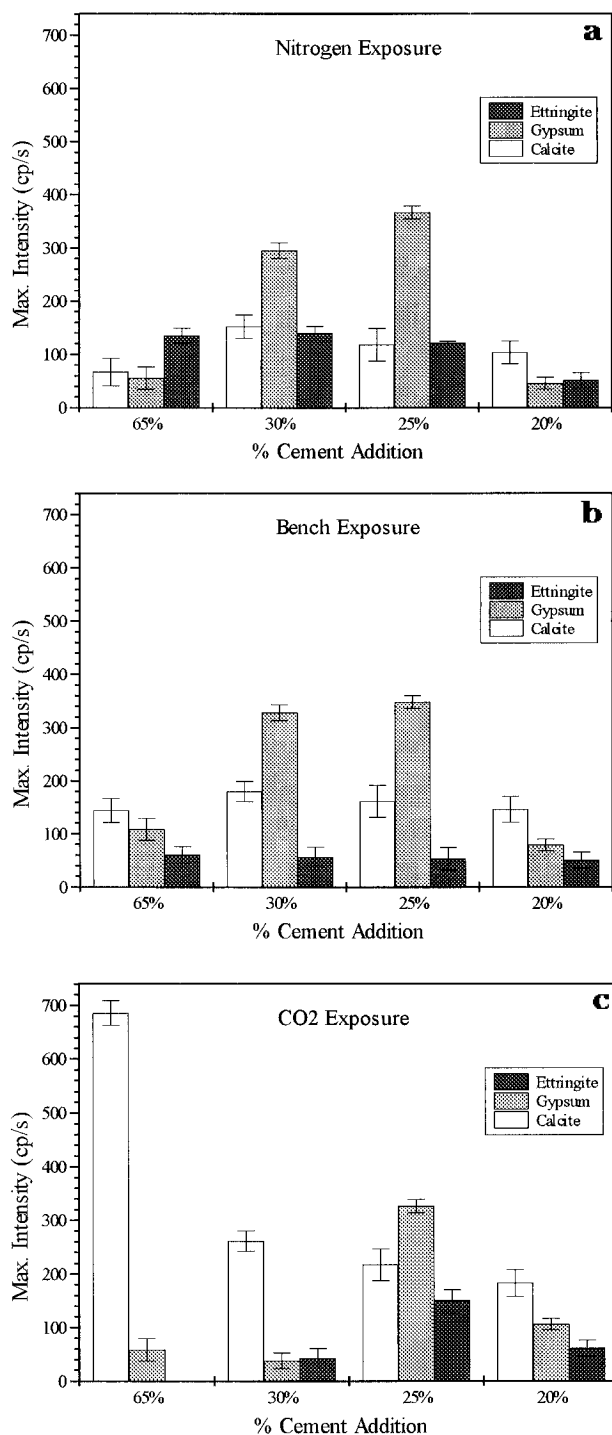 a
Nitrogen Exposure
Ettringite
Gypsum
Calcite
Max. Intensity (cp/s)
700
600
500
400
300
200
100
0
65% 30% 25% 20%
% Cement Addition
b
Bench Exposure
Ettringite
Gypsum
Calcite
Max. Intensity (cp/s)
700
600
500
400
300
200
100
0
65% 30% 25% 20%
% Cement Addition
c
CO2 Exposure
Ettringite
Gypsum
Calcite
Max. Intensity (cp/s)
700
600
500
400
300
200
100
0
65% 30% 25% 20%
% Cement Addition